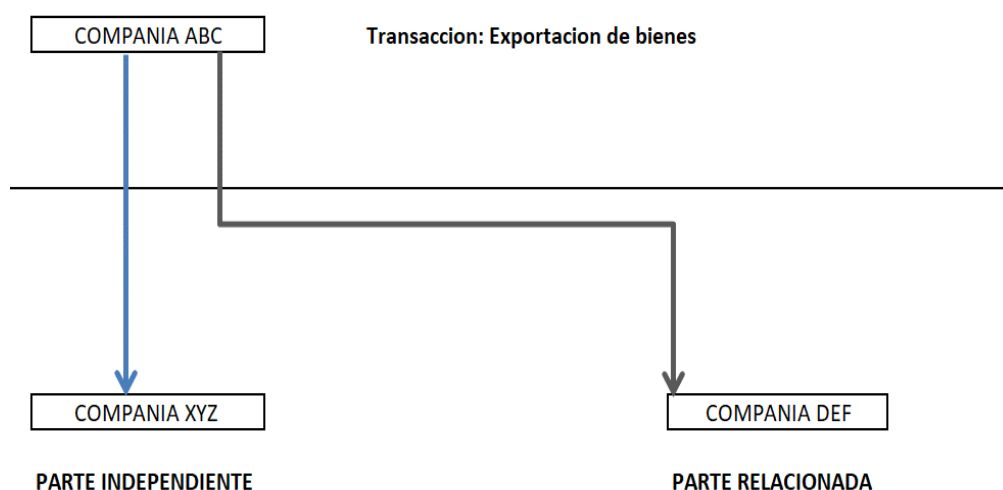 COMPANIA ABC
Transaccion: Exportacion de bienes
COMPANIA XYZ
COMPANIA DEF
PARTE INDEPENDIENTE
PARTE RELACIONADA